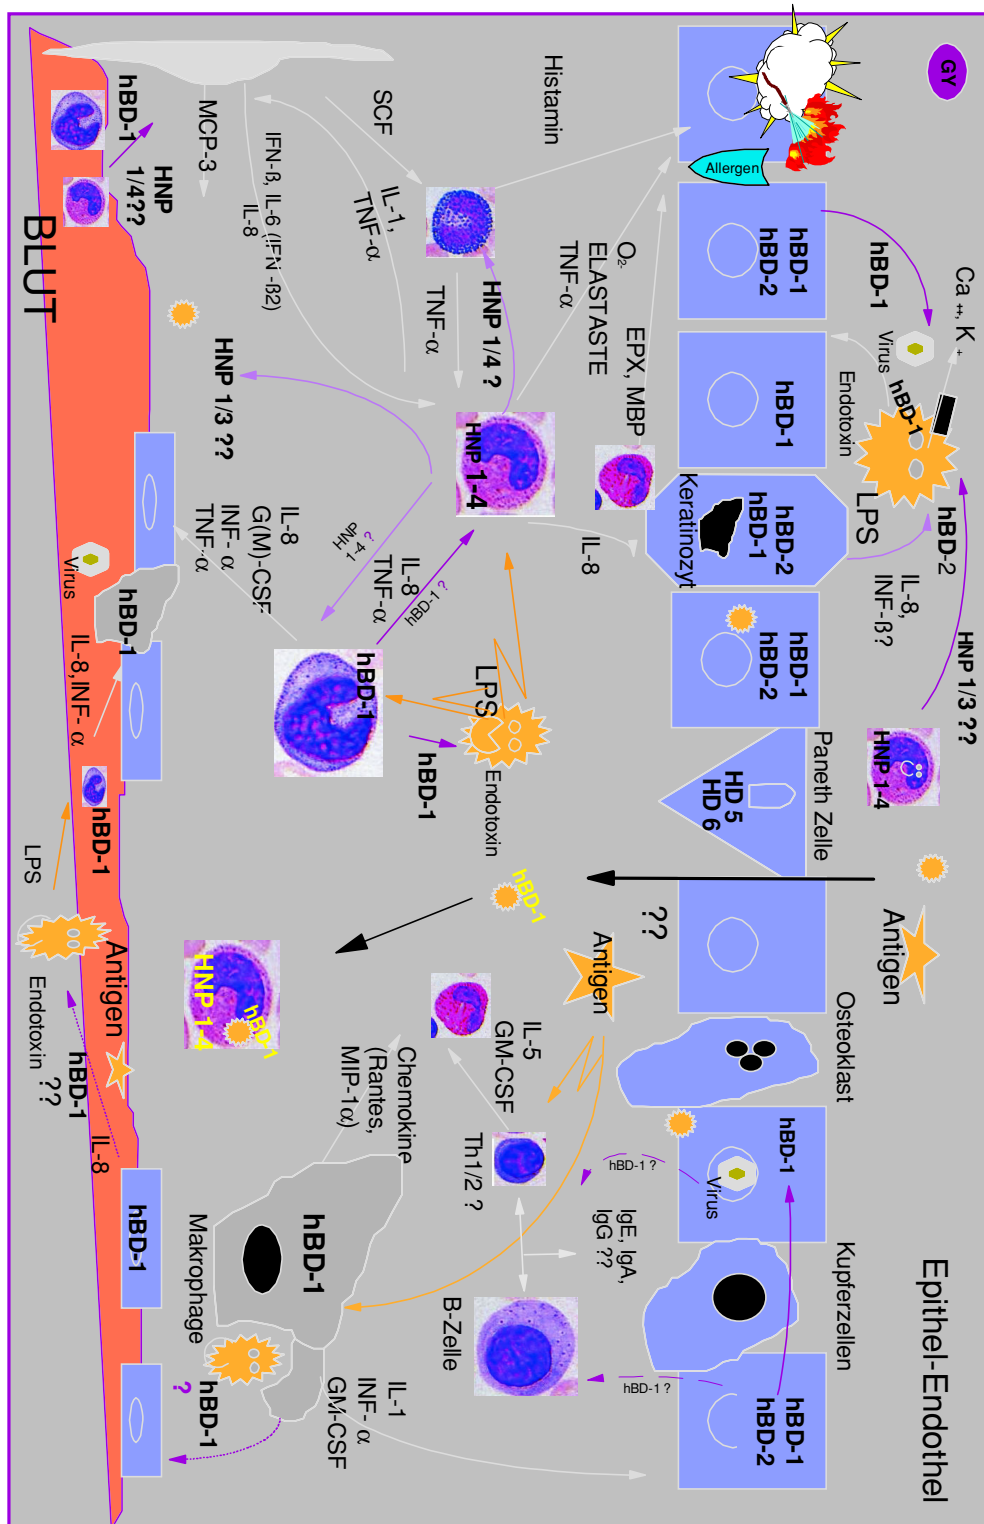 GY
Epithel-Endothel
Ca ++, K +
hBD-1
Virus
Endotoxin
hBD-1
LPS
hBD-2
IL-8,
INF-ß?
HNP 1/3 ??
HNP 1-4
Antigen
Allergen
hBD-1
hBD-2
hBD-1
hBD-2
hBD-1
Keratinozyt
hBD-1
hBD-2
Paneth Zelle
HD 5
HD 6
??
Osteoklast
hBD-1
Virus
Kupferzellen
hBD-1
hBD-2
hBD-1 ?
hBD-1 ?
Histamin
O2-
ELASTASTE
TNF-α
EPX, MBP
IL-8
SCF
IL-1,
TNF-α
TNF-α
HNP 1/4 ?
HNP 1-4
HNP
1-4 ?
IL-8
TNF-α
hBD-1 ?
LPS
Endotoxin
hBD-1
hBD-1
hBD-1
Antigen
IL-5
GM-CSF
Th1/2 ?
IgE, IgA,
IgG ??
B-Zelle
MCP-3
IFN-ß, IL-6 (IFN -ß2)
IL-8
HNP 1/3 ??
IL-8
G(M)-CSF
INF- α
TNF-α
HNP 1-4
hBD-1
Chemokine
(Rantes,
MIP-1α)
hBD-1
Makrophage
IL-1
INF- α
GM-CSF
hBD-1
?
hBD-1
HNP
1/4??
BLUT
Virus
hBD-1
IL-8, INF- α
hBD-1
LPS
Antigen
Endotoxin
hBD-1
??
IL-8
hBD-1